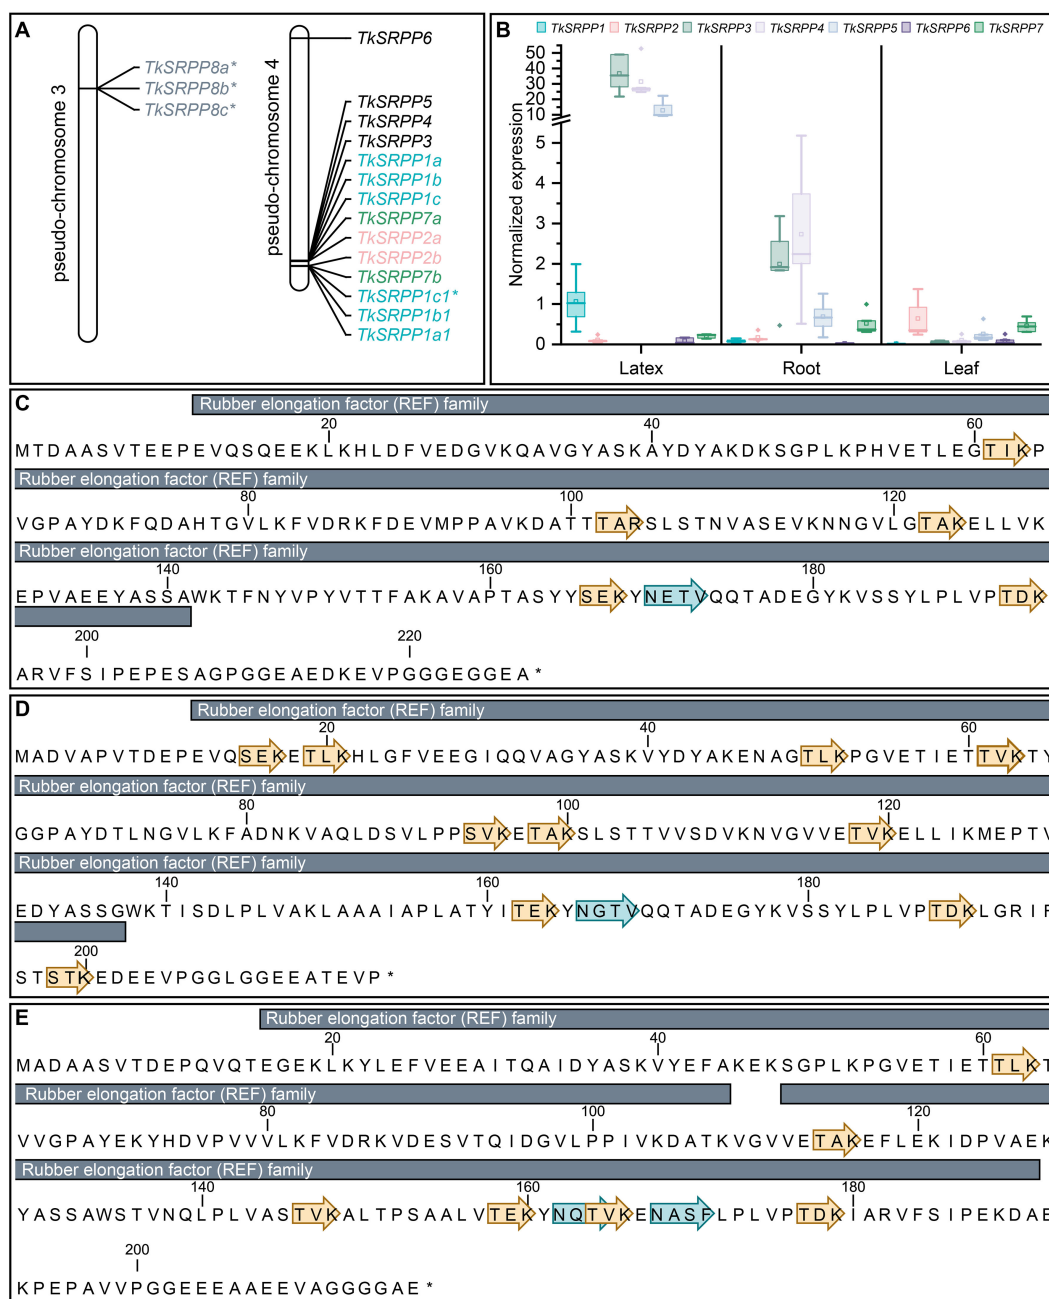 A
pseudo-chromosome 3
TkSRPP8a*
TkSRPP8b*
TkSRPP8c*
pseudo-chromosome 4
TkSRPP6
TkSRPP5
TkSRPP4
TkSRPP3
TkSRPP1a
TkSRPP1b
TkSRPP1c
TkSRPP7a
TkSRPP2a
TkSRPP2b
TkSRPP7b
TkSRPP1c1*
TkSRPP1b1
TkSRPP1a1
B
TkSRPP1 TkSRPP2 TkSRPP3 TkSRPP4 TkSRPP5 TkSRPP6 TkSRPP7
Normalized expression
50
40
30
20
10
5
4
3
2
1
0
Latex Root Leaf
C
Rubber elongation factor (REF) family
20 40 60
MTDAASVTEEPEVQSQEEKLKHLDFVEDGVKQAVGYASKAYDYAKDKSGPLKPHVETLEGTIKP
Rubber elongation factor (REF) family
80 100 120
VGPAYDKFQDAHTGVLKFVDRKFDEVMPPAVKDATTTARSLSTNVASEVKNNGVLGTAKELLVK
Rubber elongation factor (REF) family
140 160 180
EPVAEEYASSAWKTFNYVPYVTTFAKAVAPTASYYSEKYNETVQQTADEGYKVSSYLPLVPTDK
200 220
ARVFSIPEPESAGPGGEAEDKEVPGGGEGGEA *
D
Rubber elongation factor (REF) family
20 40 60
MADVAPVTDEPEVQSEKETLKHLGFVEEGIQQVAGYASKVYDYAKENAGTLKPGVETIETTVKTY
Rubber elongation factor (REF) family
80 100 120
GGPAYDTLNGVLKFADNKVAQLDSVLPPSVKETAKSLSTTVVSDVKNVGVVETVKELLIKMEPTV
Rubber elongation factor (REF) family
140 160 180
EDYASSGWKTISDLPLVAKLAAAIAPLATYITEKYNGTVQQTADEGYKVSSYLPLVPTDKLGRIF
200
STSTKEDEEVPGGLGGEEATEVP *
E
Rubber elongation factor (REF) family
20 40 60
MADAASVTDEPQVQTEGEKLKYLEFVEEAITQAIDYASKVYEFAKEKSGPLKPGVETIETTLKT
Rubber elongation factor (REF) family
80 100 120
VVGPAYEKYHDVPVVVLKFVDRKVDESVTQIDGVLPPIVKDATKVGVVETAKEFLEKIDPVAEK
Rubber elongation factor (REF) family
140 160 180
YASSAWSTVNQLPLVASTVKALTPSAALVTEKYNQTVKENASFLPLVPTDKIARVFSIPEKDAE
200
KPEPAVVPGGEEEAAEEVAGGGGAE *